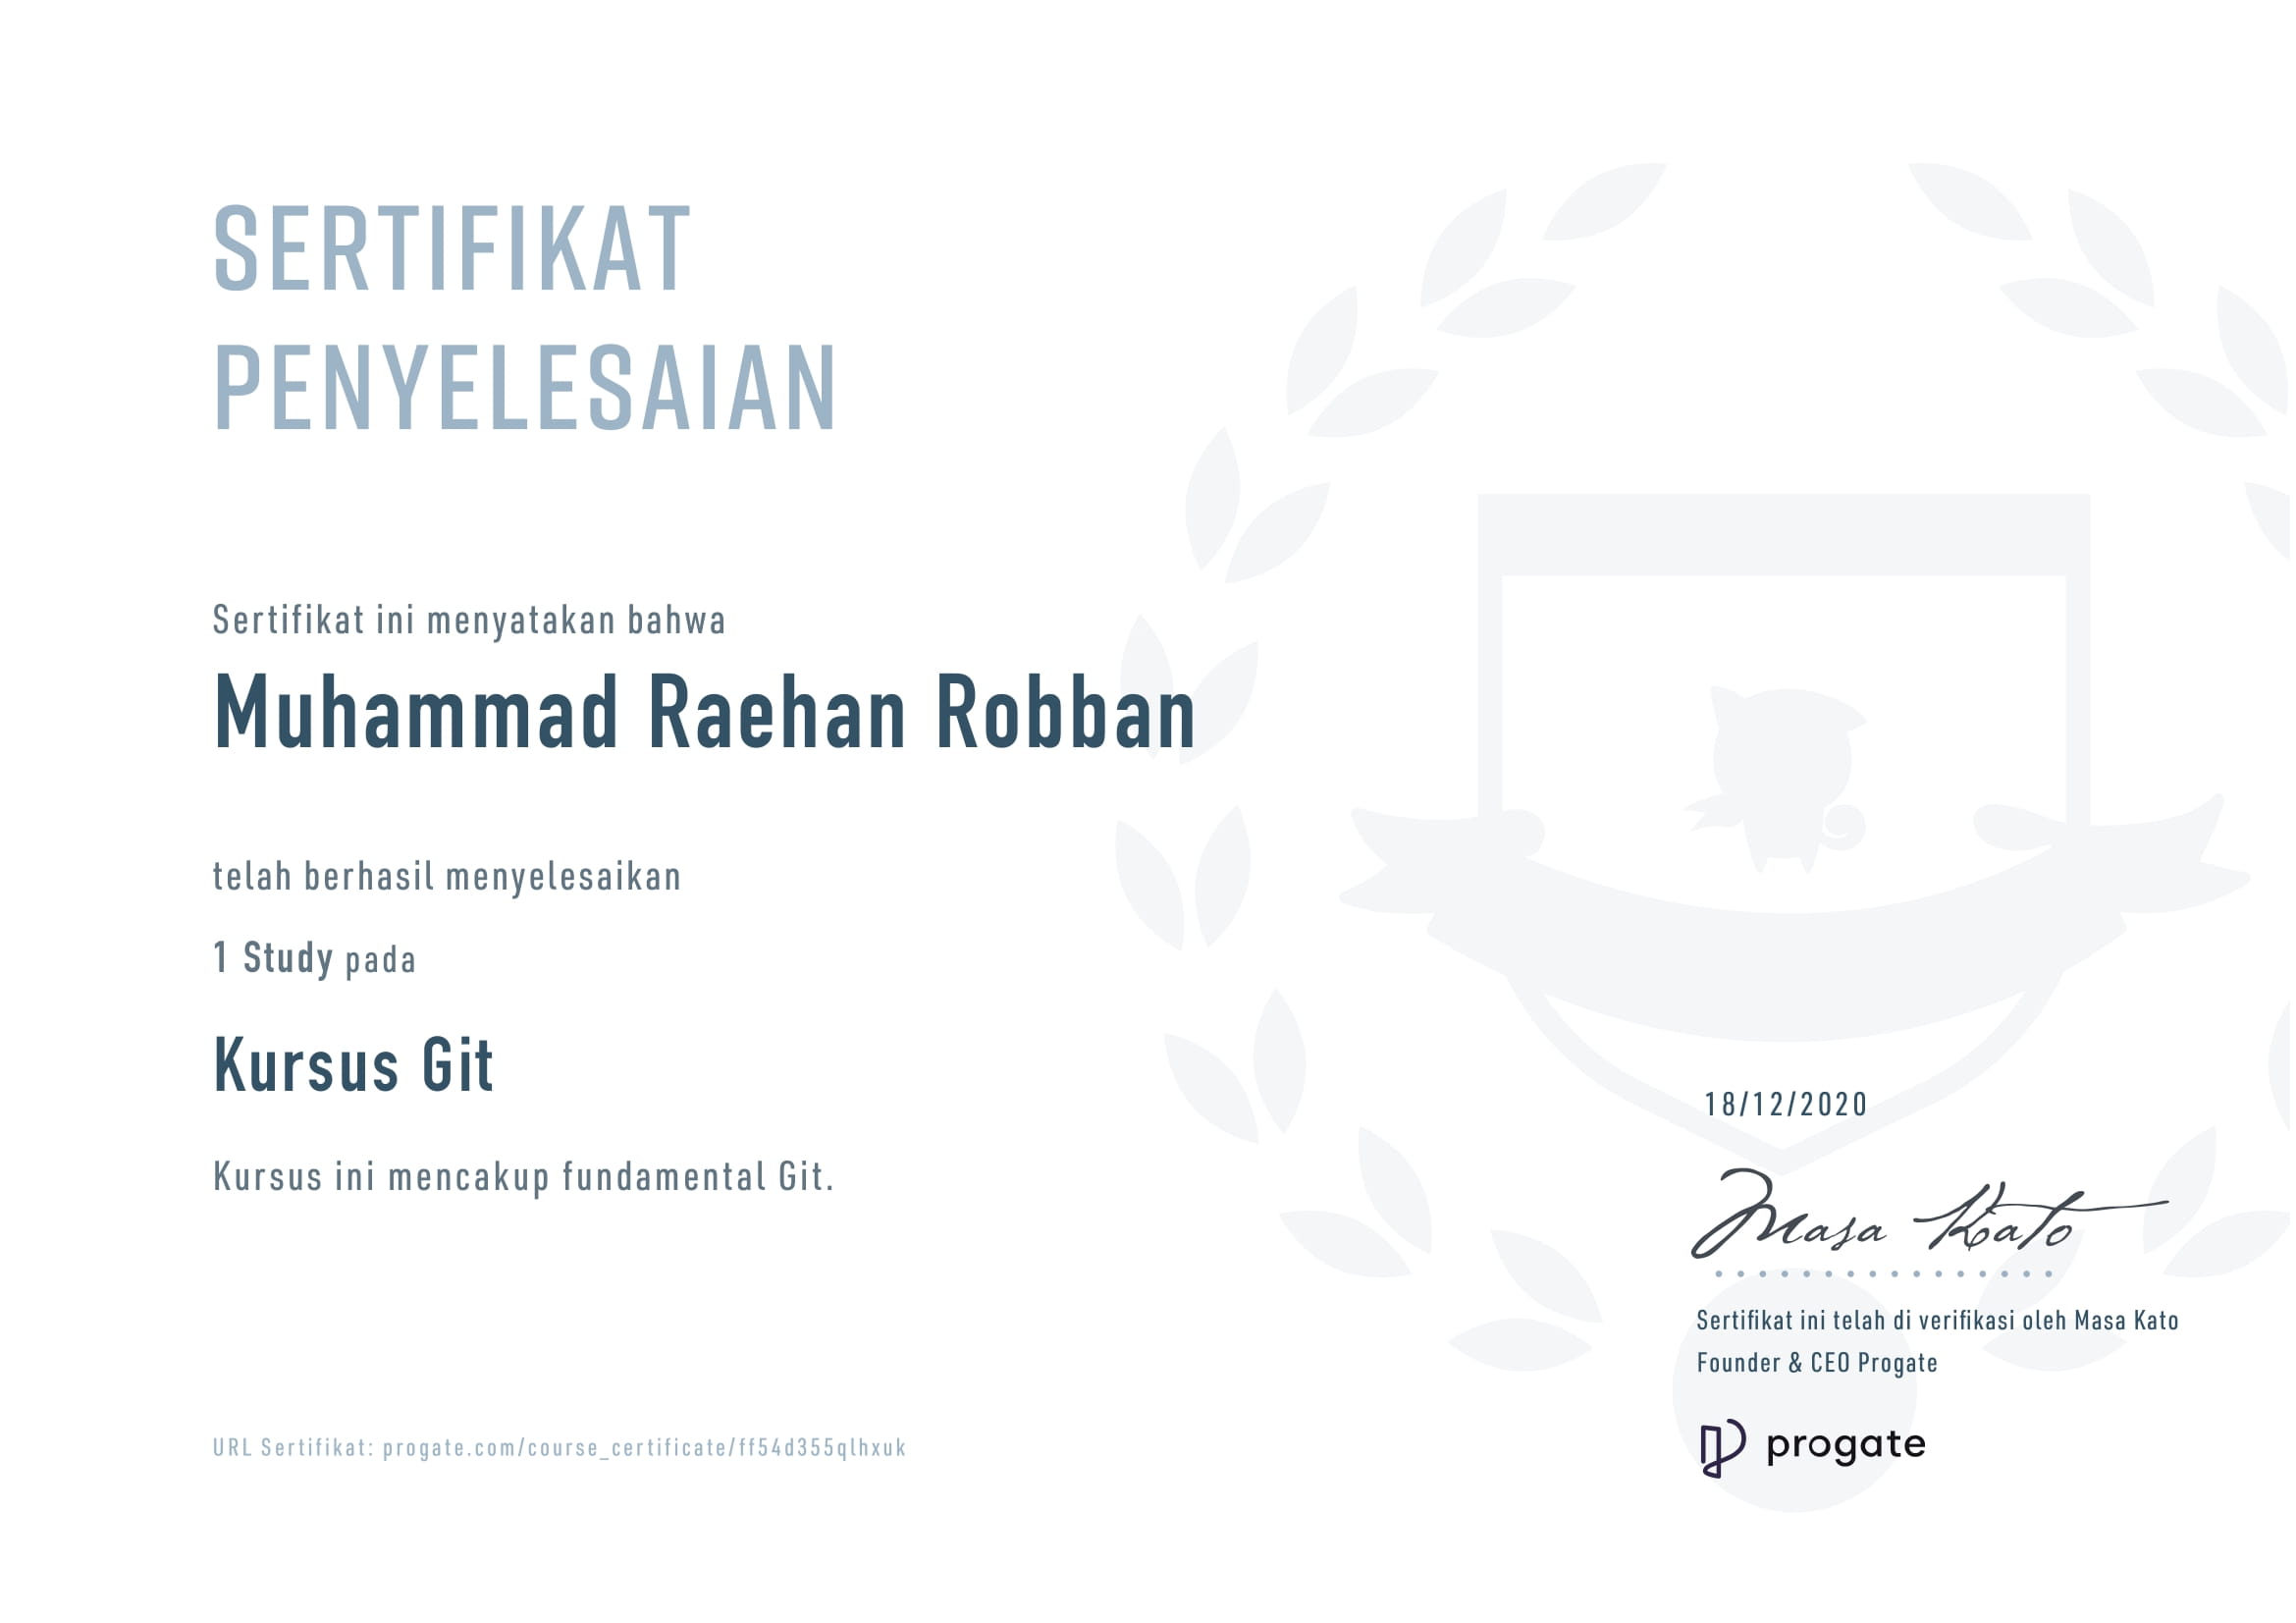 SERTIFIKAT
PENYELESAIAN
Sertifikat ini menyatakan bahwa
Muhammad Raehan Robban
telah berhasil menyelesaikan
1 Study pada
Kursus Git
Kursus ini mencakup fundamental Git.
18/12/2020
Masa Kato
Sertifikat ini telah di verifikasi oleh Masa Kato
Founder & CEO Progate
progate
URL Sertifikat: progate.com/course_certificate/ff54d355qlhxuk